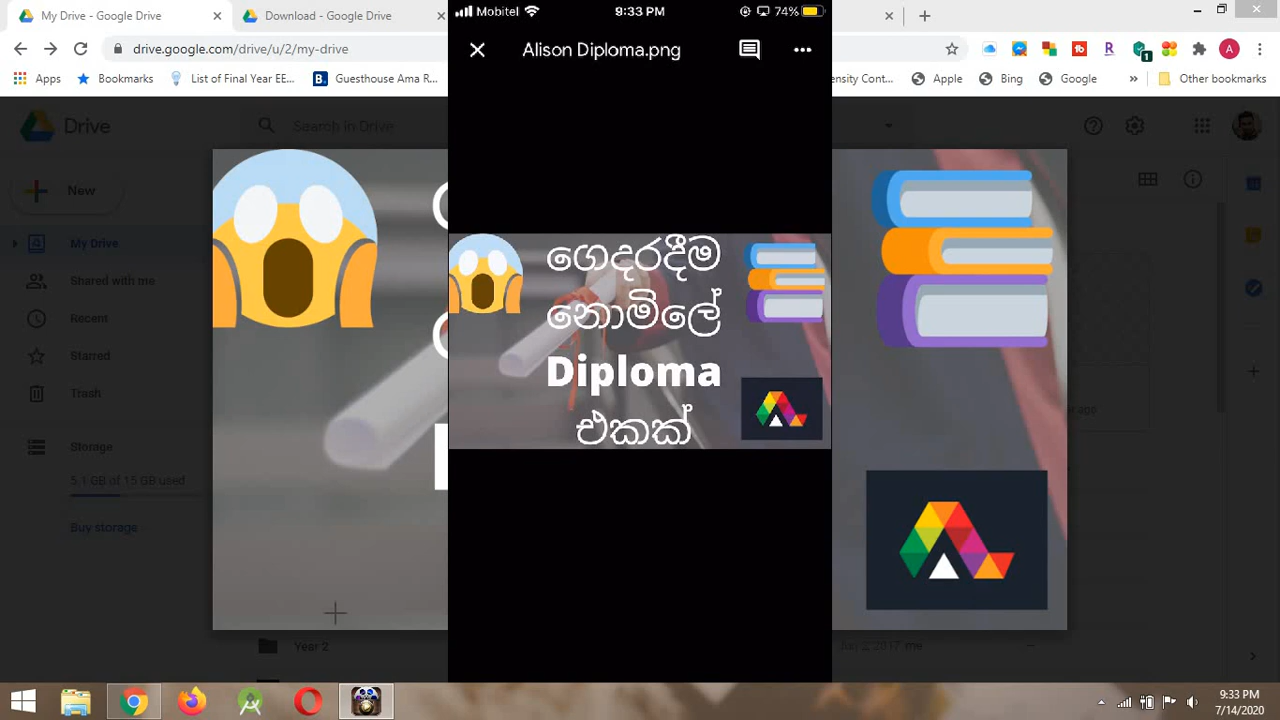 My Drive - Google Drive
Download - Google Drive
drive.google.com/drive/u/2/my-drive
Apps
Bookmarks
List of Final Year EE...
Guesthouse Ama R...
Apple
Bing
Google
»
Other bookmarks
A
1
Mobitel
9:33 PM
74%
Alison Diploma.png
Drive
Search in Drive
New
My Drive
Shared with me
Recent
Starred
Trash
Storage
5.1 GB of 15 GB used
Buy storage
ගෙදරදීම
නොමිලේ
Diploma
එකක්
Year 2
me
9:33 PM
7/14/2020